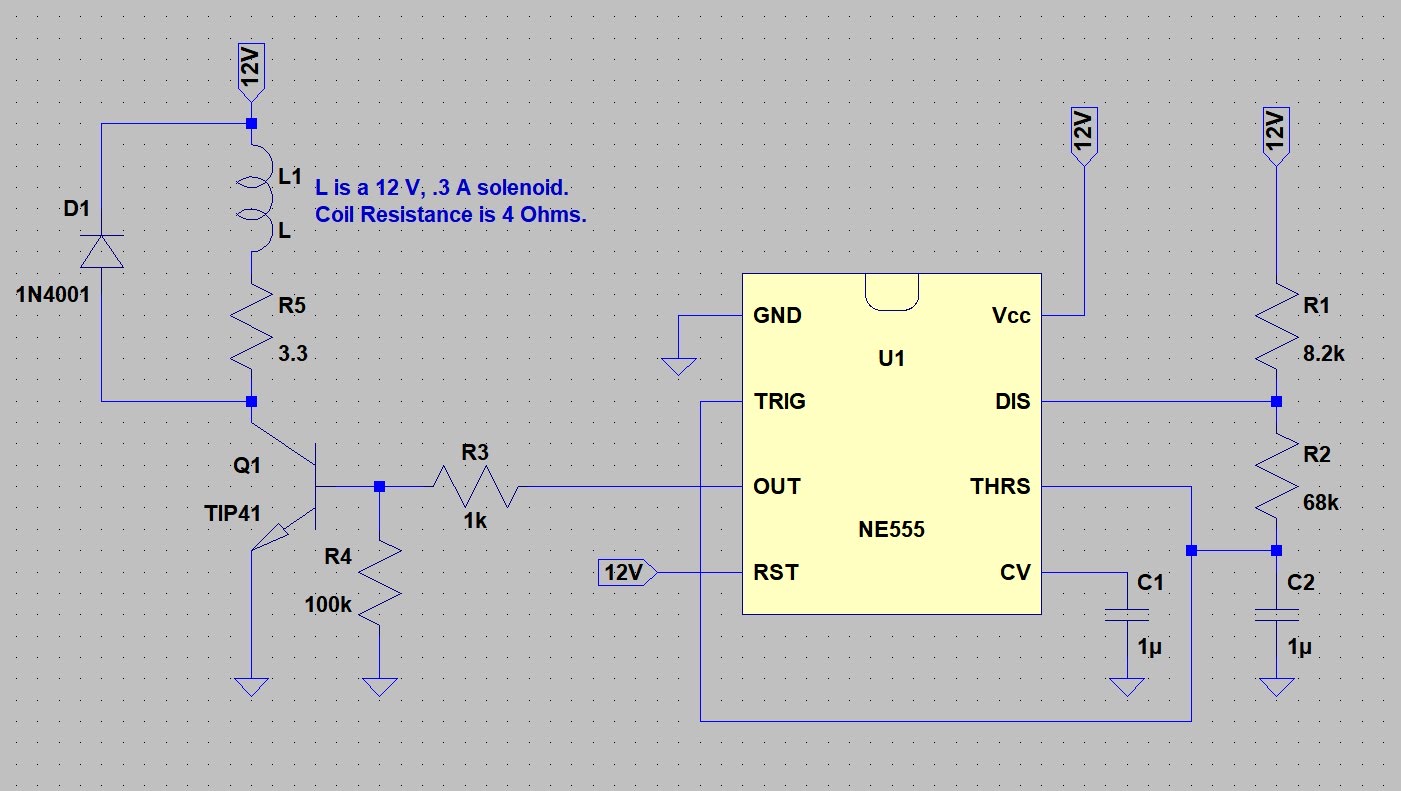 12V
L1
L is a 12 V, .3 A solenoid.
Coil Resistance is 4 Ohms.
L
D1
1N4001
R5
3.3
Q1
TIP41
R3
1k
R4
100k
12V
12V
12V
GND
Vcc
U1
TRIG
DIS
OUT
THRS
NE555
RST
CV
R1
8.2k
R2
68k
C1
1µ
C2
1µ